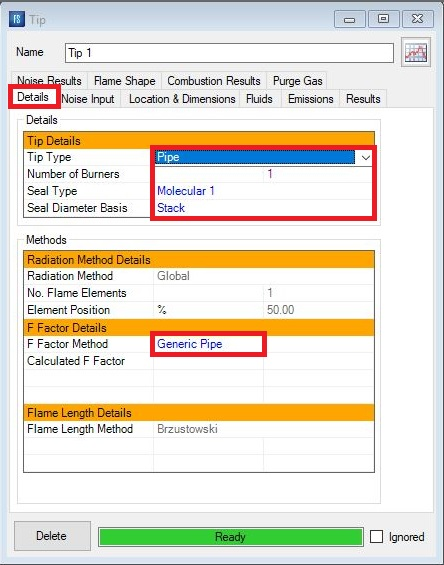 FS Tip
Name Tip 1
Noise Results Flame Shape Combustion Results Purge Gas
Details Noise Input Location & Dimensions Fluids Emissions Results
Details
Tip Details
Tip Type Pipe
Number of Burners 1
Seal Type Molecular 1
Seal Diameter Basis Stack
Methods
Radiation Method Details
Radiation Method Global
No. Flame Elements 1
Element Position % 50.00
F Factor Details
F Factor Method Generic Pipe
Calculated F Factor
Flame Length Details
Flame Length Method Brzustowski
Delete Ready Ignored